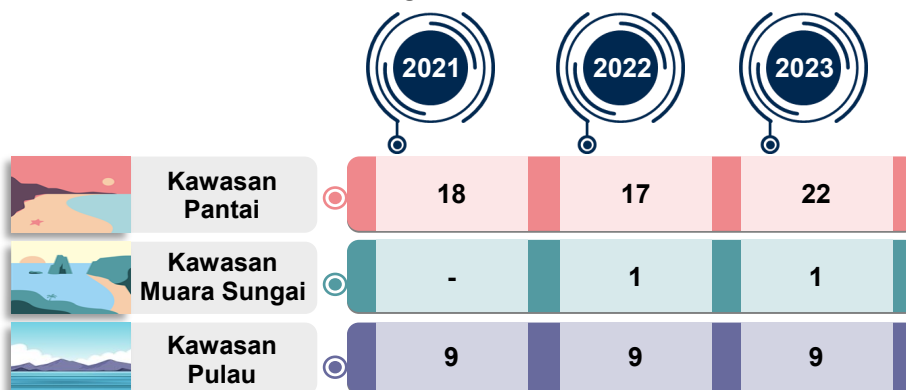 2021 2022 2023
Kawasan
Pantai
18 17 22
Kawasan
Muara Sungai
- 1 1
Kawasan
Pulau
9 9 9